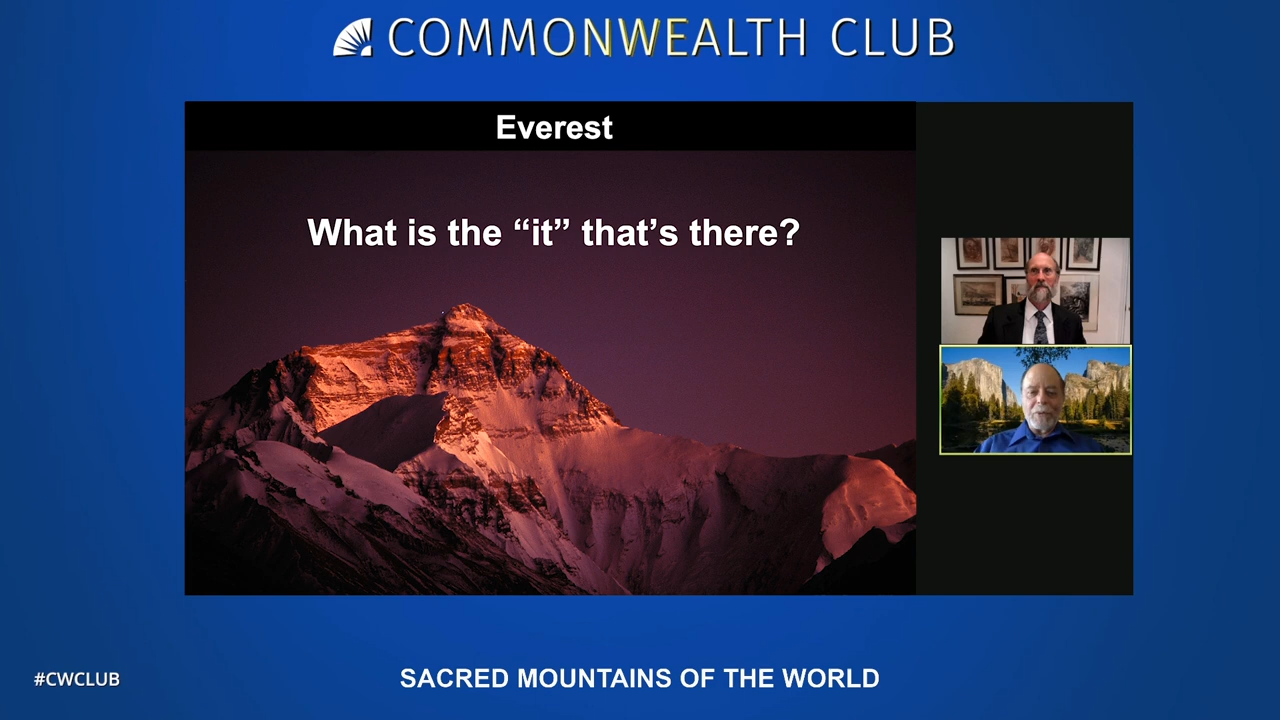 COMMONWEALTH CLUB
Everest
What is the “it” that’s there?
#CWCLUB
SACRED MOUNTAINS OF THE WORLD